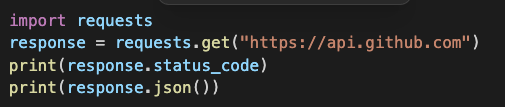 import requests
response = requests.get("https://api.github.com")
print(response.status_code)
print(response.json())